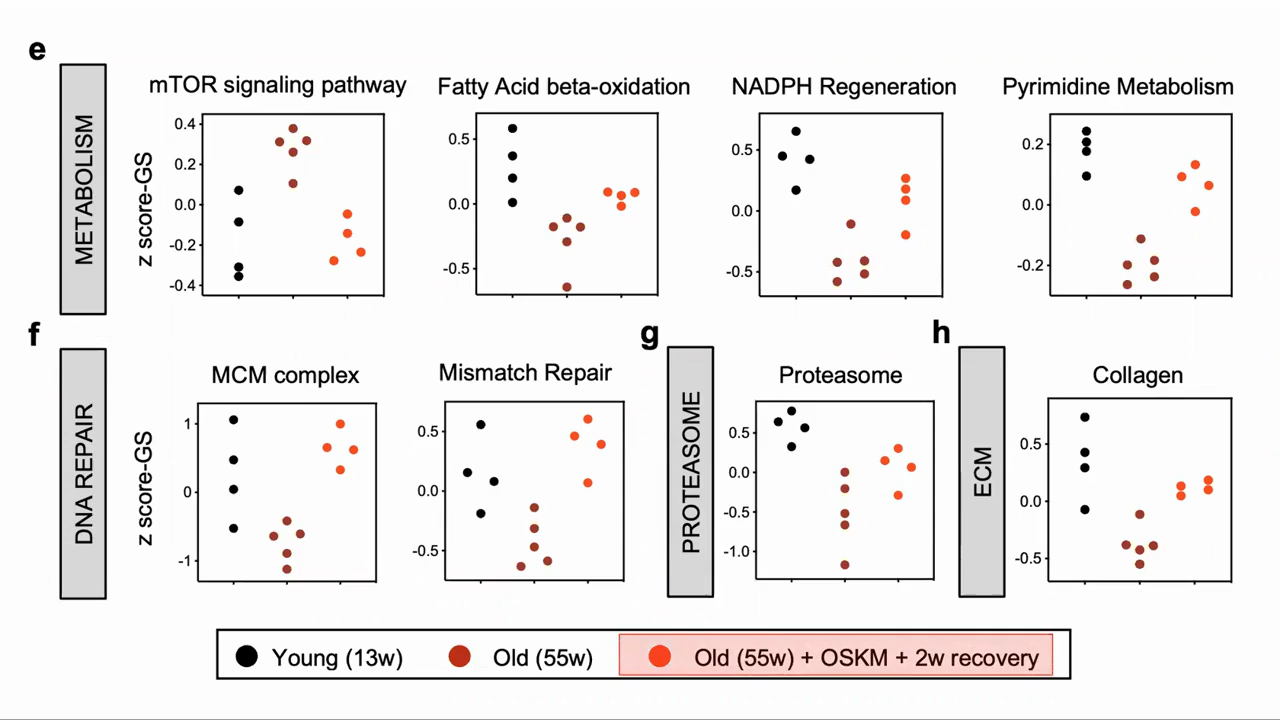 e
METABOLISM
mTOR signaling pathway
z score-GS
0.4
0.2
0.0
-0.2
-0.4
Fatty Acid beta-oxidation
0.5
0.0
-0.5
NADPH Regeneration
0.5
0.0
-0.5
Pyrimidine Metabolism
0.2
0.0
-0.2
f
DNA REPAIR
MCM complex
z score-GS
1
0
-1
Mismatch Repair
0.5
0.0
-0.5
g
PROTEASOME
Proteasome
0.5
0.0
-0.5
-1.0
h
ECM
Collagen
0.5
0.0
-0.5
Young (13w)
Old (55w)
Old (55w) + OSKM + 2w recovery